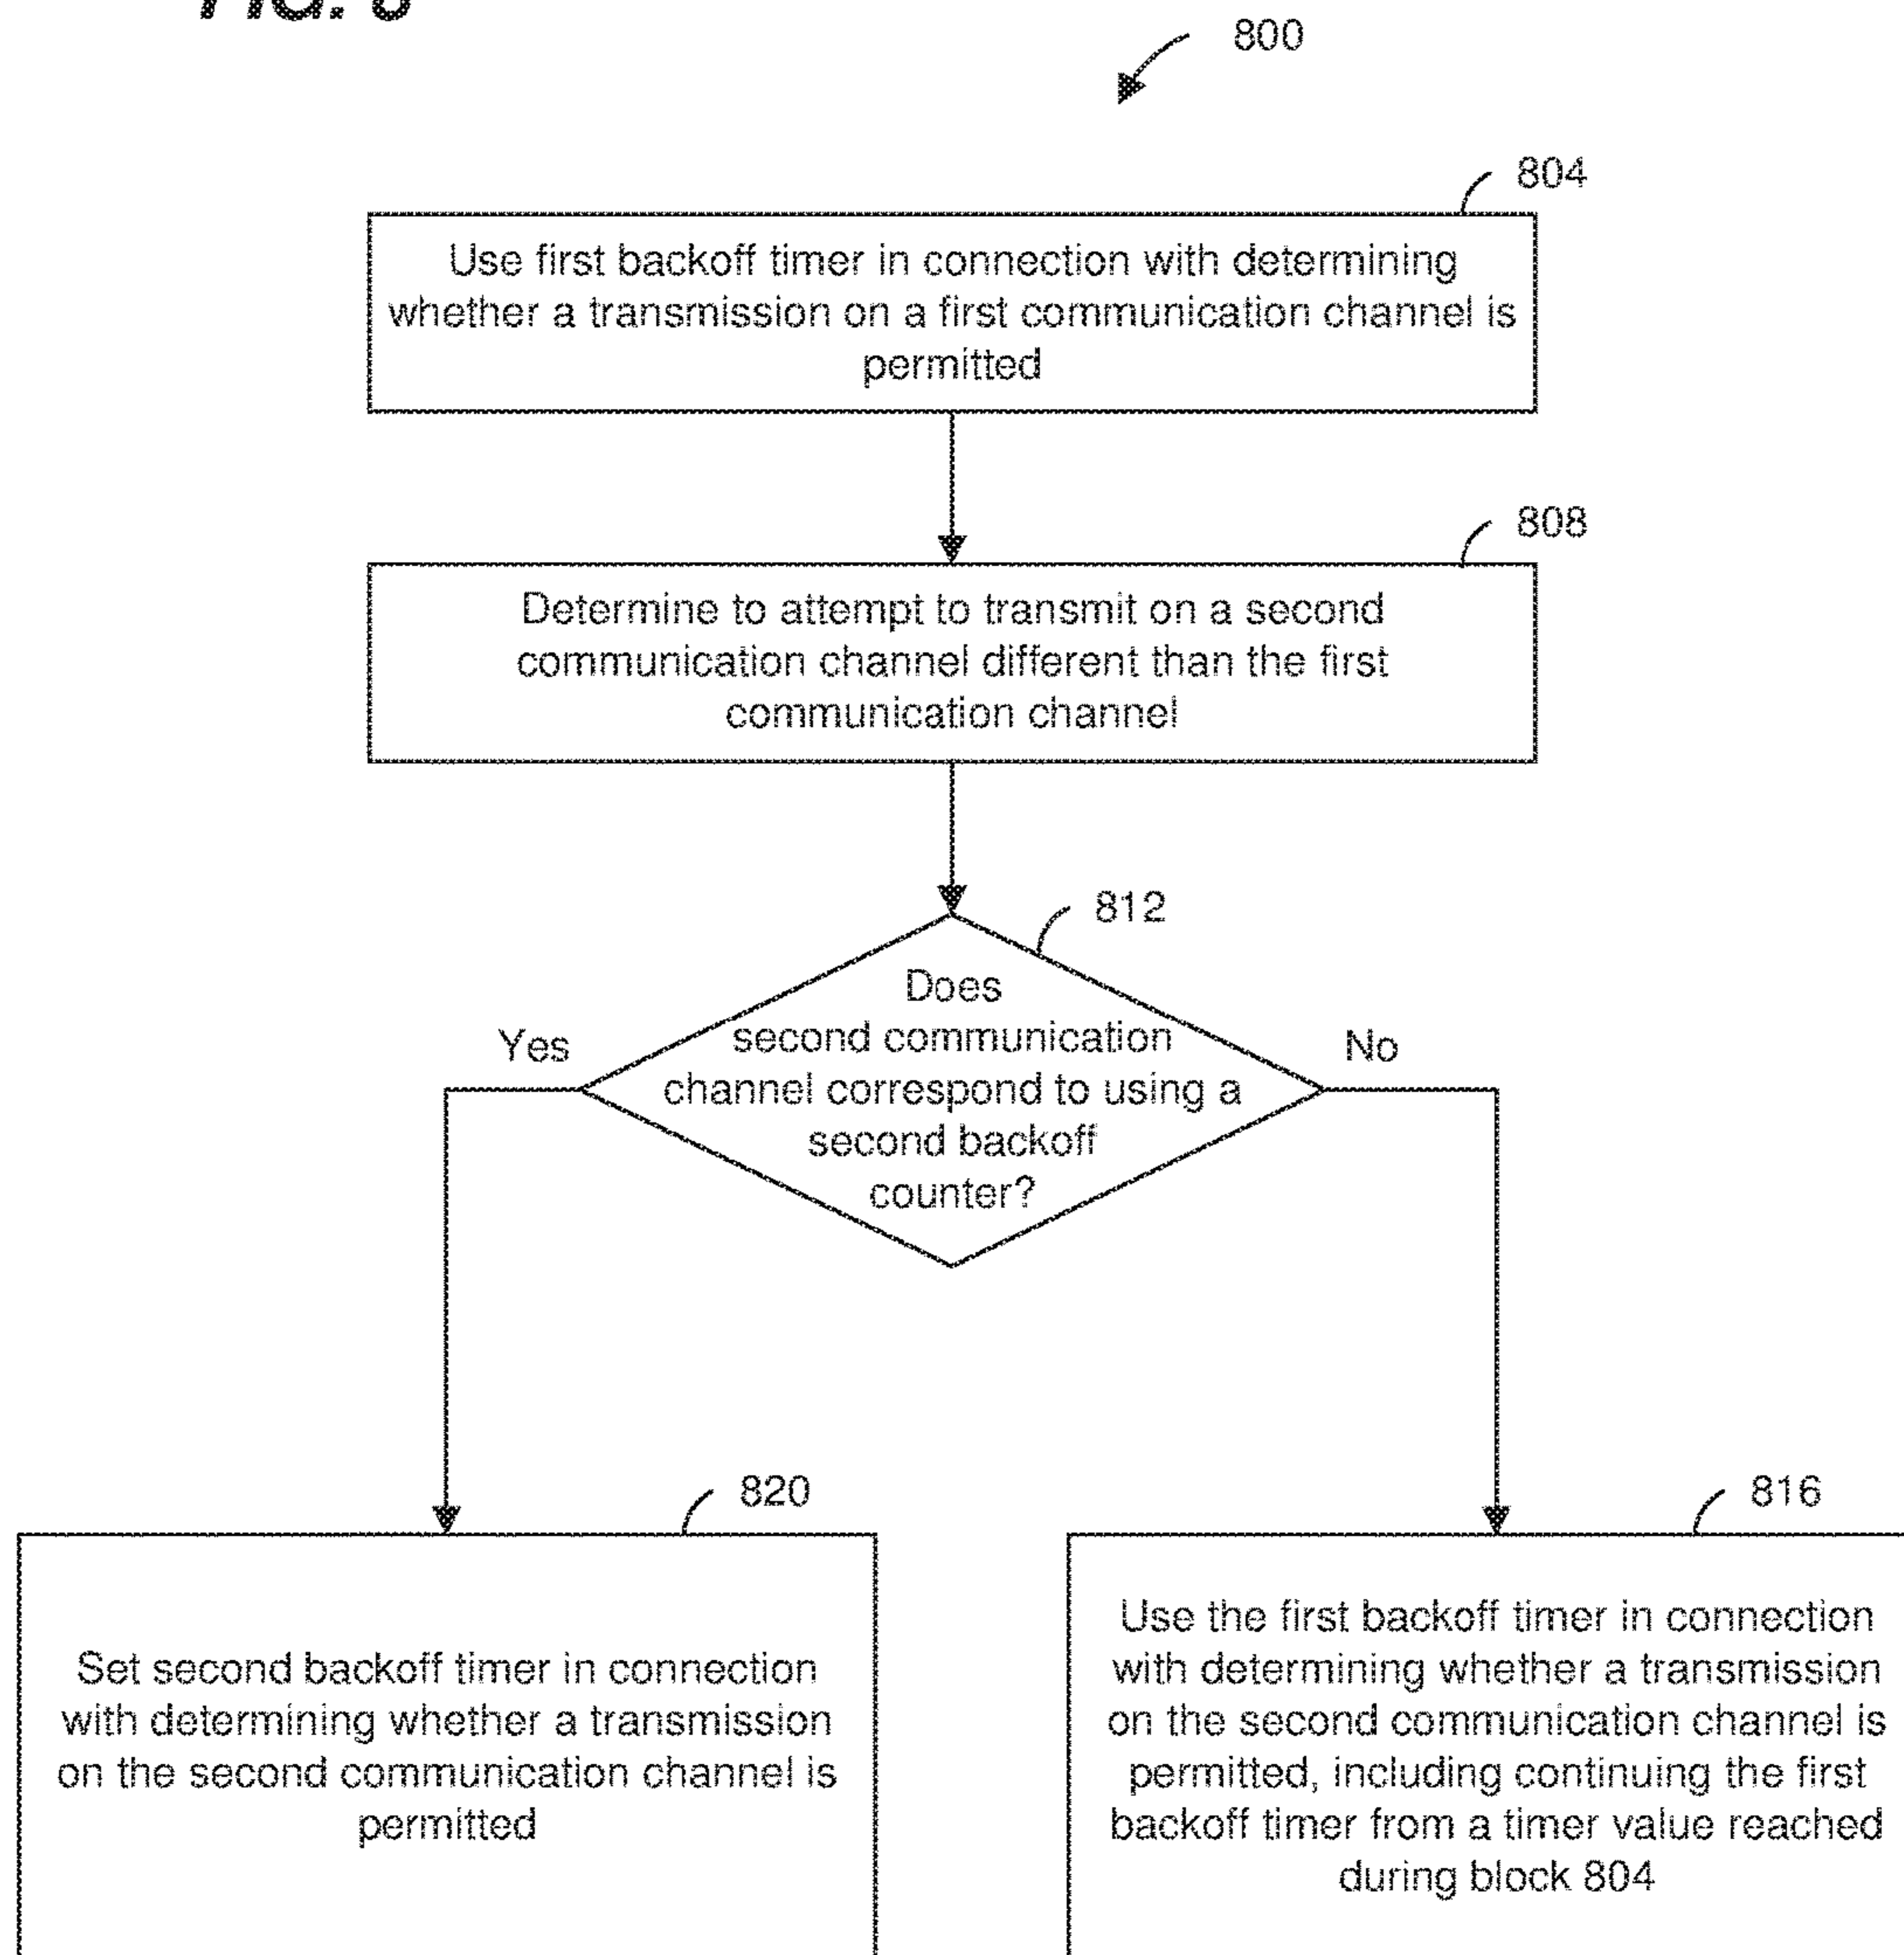 FIG. 8
800
804
Use first backoff timer in connection with determining
whether a transmission on a first communication channel is
permitted
808
Determine to attempt to transmit on a second
communication channel different than the first
communication channel
812
Does
second communication
channel correspond to using a
second backoff
counter?
Yes
No
820
Set second backoff timer in connection
with determining whether a transmission
on the second communication channel is
permitted
816
Use the first backoff timer in connection
with determining whether a transmission
on the second communication channel is
permitted, including continuing the first
backoff timer from a timer value reached
during block 804